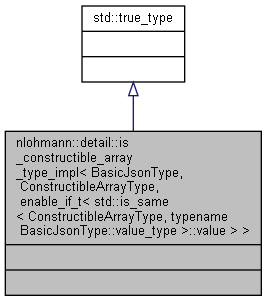 std::true_type
nlohmann::detail::is
_constructible_array
_type_impl< BasicJsonType,
ConstructibleArrayType,
enable_if_t< std::is_same
< ConstructibleArrayType, typename
BasicJsonType::value_type >::value > >